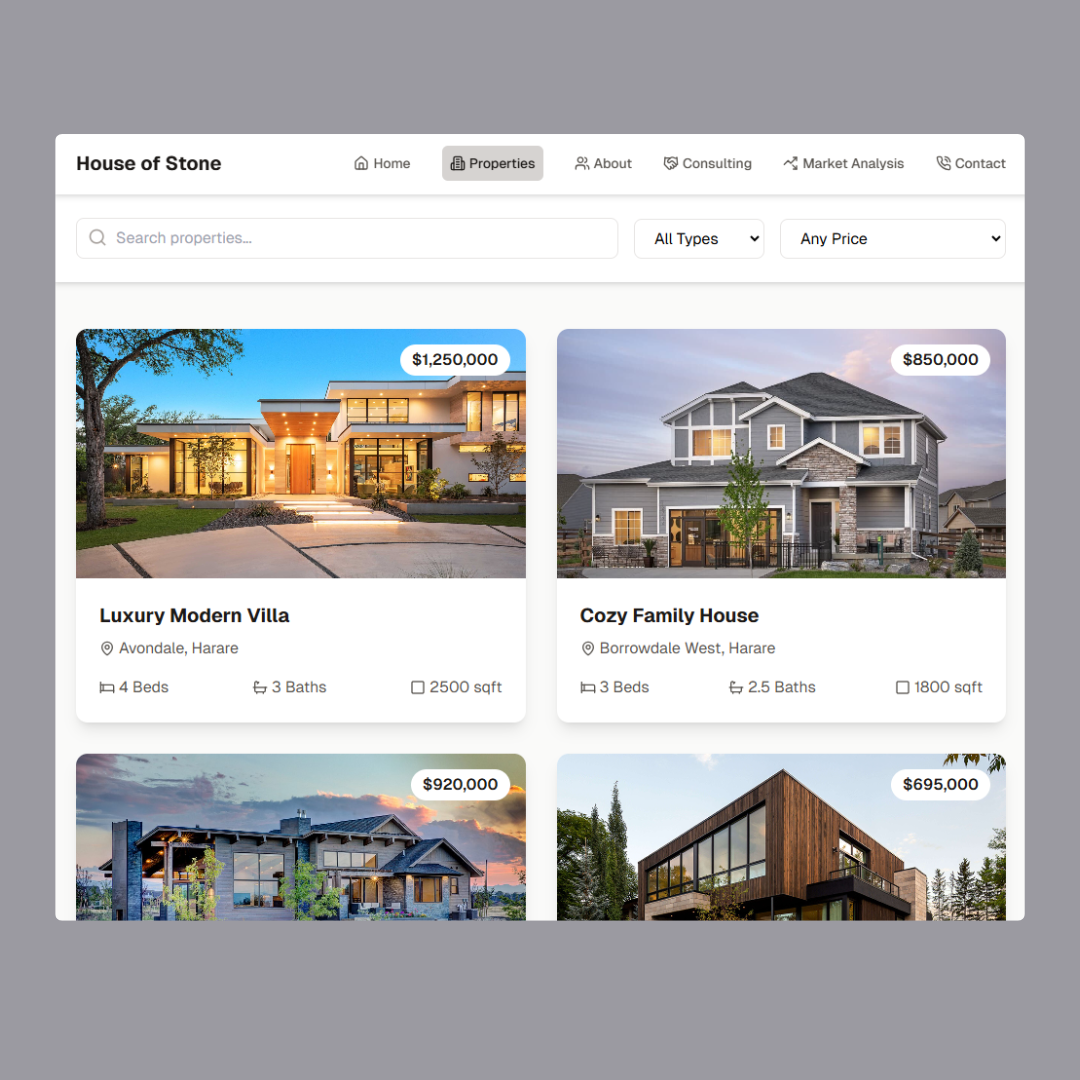 House of Stone Home Properties About Consulting Market Analysis Contact
Search properties... All Types Any Price
$1,250,000
Luxury Modern Villa
Avondale, Harare
4 Beds 3 Baths 2500 sqft
$850,000
Cozy Family House
Borrowdale West, Harare
3 Beds 2.5 Baths 1800 sqft
$920,000
$695,000